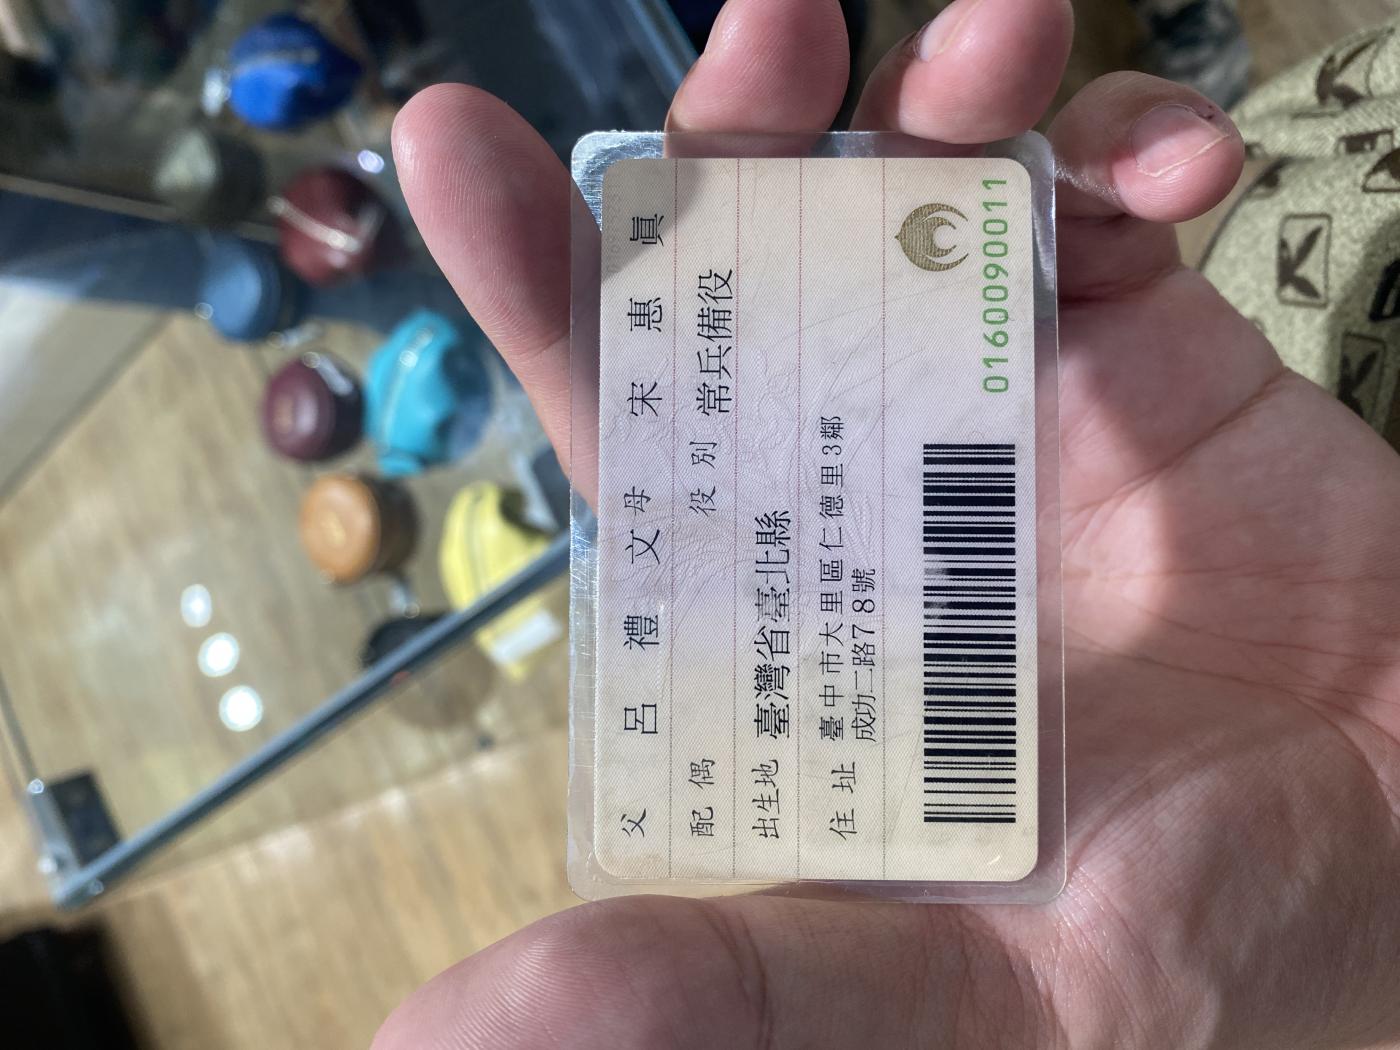 父 呂 禮 文 母 宋 惠 眞
配 偶 役 別 常兵備役
出生地 臺灣省臺北縣
住 址 臺中市大里區仁德里3鄰
成功二路78號
0160090011